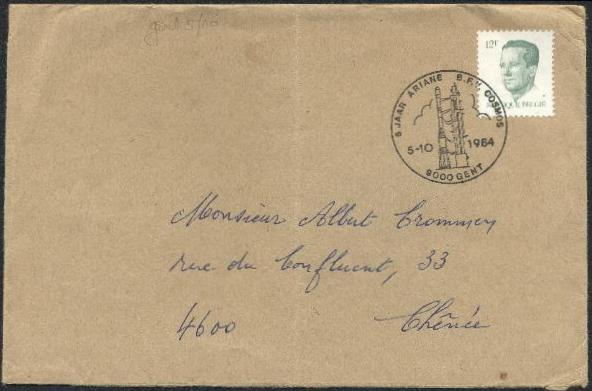 12F
BELGIE
5 JAAR ARIANE B.F.V. COSMOS
5-10 1984
9000 GENT
Monsieur Albert Crommen
rue du Confluent, 33
4600 Chênée